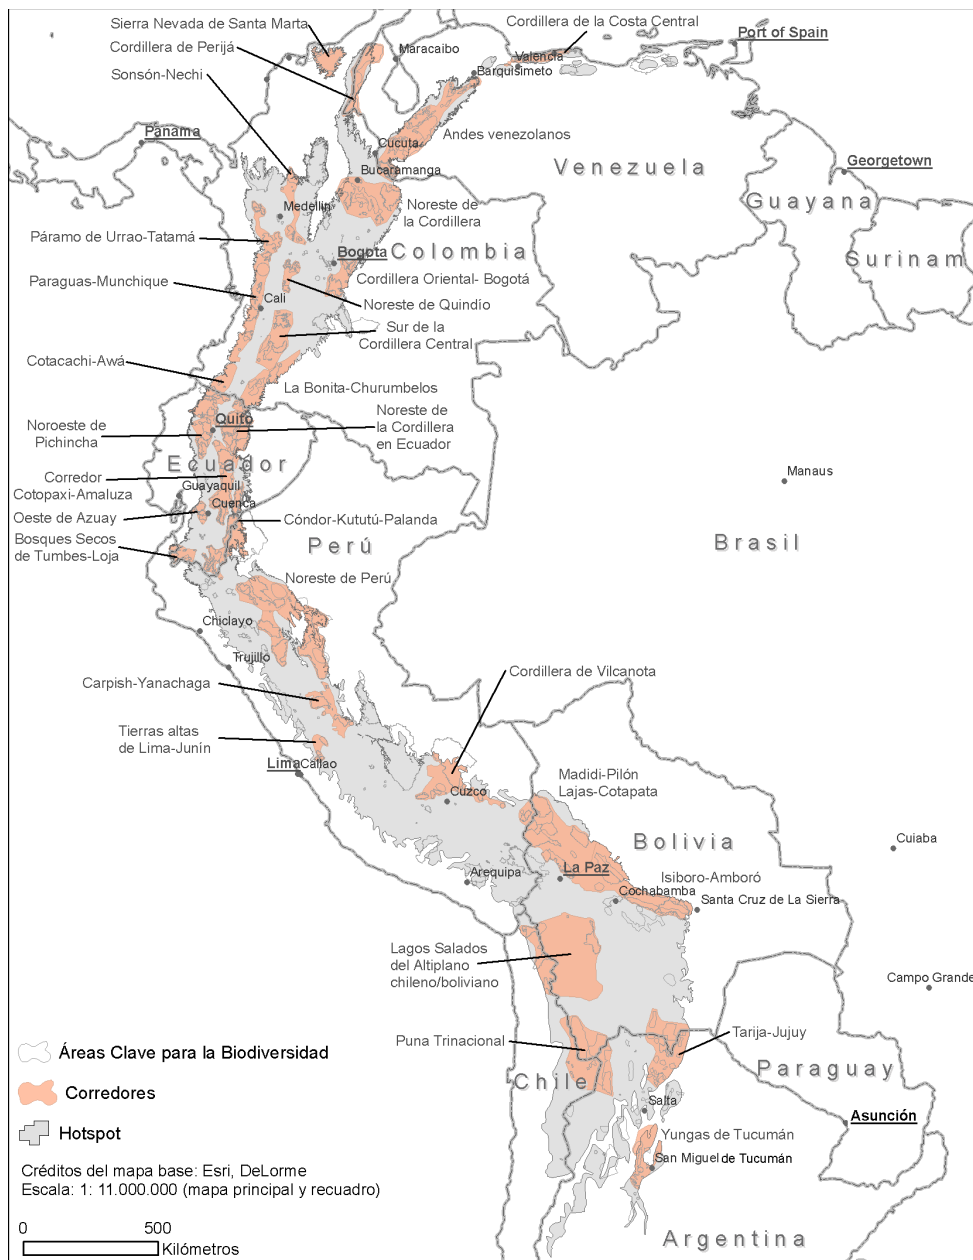 Sierra Nevada de Santa Marta
Cordillera de la Costa Central
Port of Spain
Cordillera de Perijá
Maracaibo
Valencia
Barquisimeto
Sonsón-Nechi
Panama
Andes venezolanos
Cucuta
Venezuela
Georgetown
Bucaramanga
Guayana
Medellin
Noreste de
la Cordillera
Páramo de Urrao-Tatamá
Bogota
Colombia
Surinam
Paraguas-Munchique
Cordillera Oriental- Bogotá
Cali
Noreste de Quindío
Sur de la
Cordillera Central
Cotacachi-Awá
La Bonita-Churumbelos
Noroeste de
Pichincha
Quito
Noreste de
la Cordillera
en Ecuador
Ecuador
Corredor
Cotopaxi-Amaluza
Guayaquil
Manaus
Cuenca
Oeste de Azuay
Cóndor-Kututú-Palanda
Bosques Secos
de Tumbes-Loja
Perú
Brasil
Noreste de Perú
Chiclayo
Trujillo
Cordillera de Vilcanota
Carpish-Yanachaga
Tierras altas
de Lima-Junín
Lima
Callao
Madidi-Pilón
Lajas-Cotapata
Cuzco
Bolivia
Cuiaba
La Paz
Arequipa
Isiboro-Amboró
Cochabamba
Santa Cruz de La Sierra
Lagos Salados
del Altiplano
chileno/boliviano
Campo Grande
Puna Trinacional
Tarija-Jujuy
Chile
Paraguay
Áreas Clave para la Biodiversidad
Corredores
Hotspot
Salta
Asunción
Yungas de Tucumán
San Miguel de Tucumán
Créditos del mapa base: Esri, DeLorme
Escala: 1: 11.000.000 (mapa principal y recuadro)
Argentina
0 500
Kilómetros